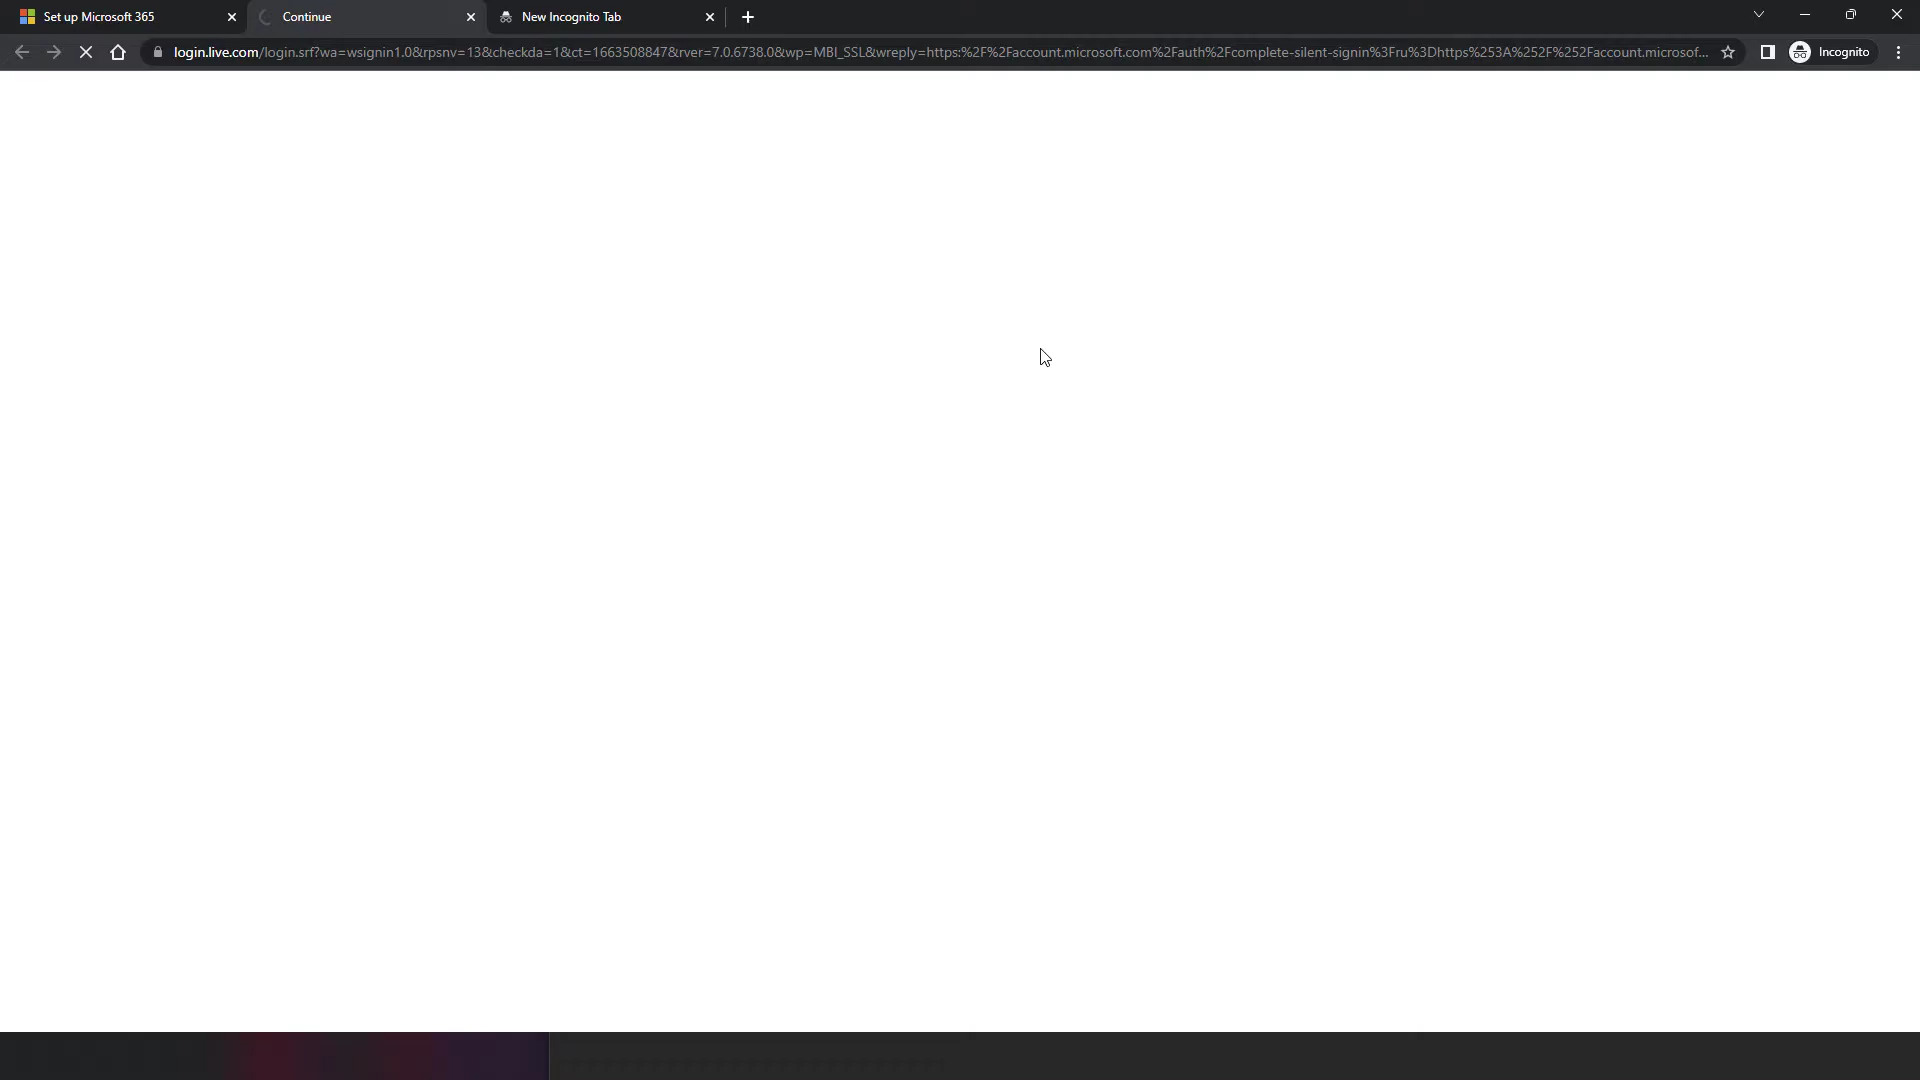 Set up Microsoft 365
Continue
New Incognito Tab
login.live.com/login.srf?wa=wsignin1.0&rpsnv=13&checkda=1&ct=1663508847&rver=7.0.6738.0&wp=MBI_SSL&wreply=https:%2F%2Faccount.microsoft.com%2Fauth%2Fcomplete-silent-signin%3Fru%3Dhttps%253A%252F%252Faccount.microsof...
Incognito